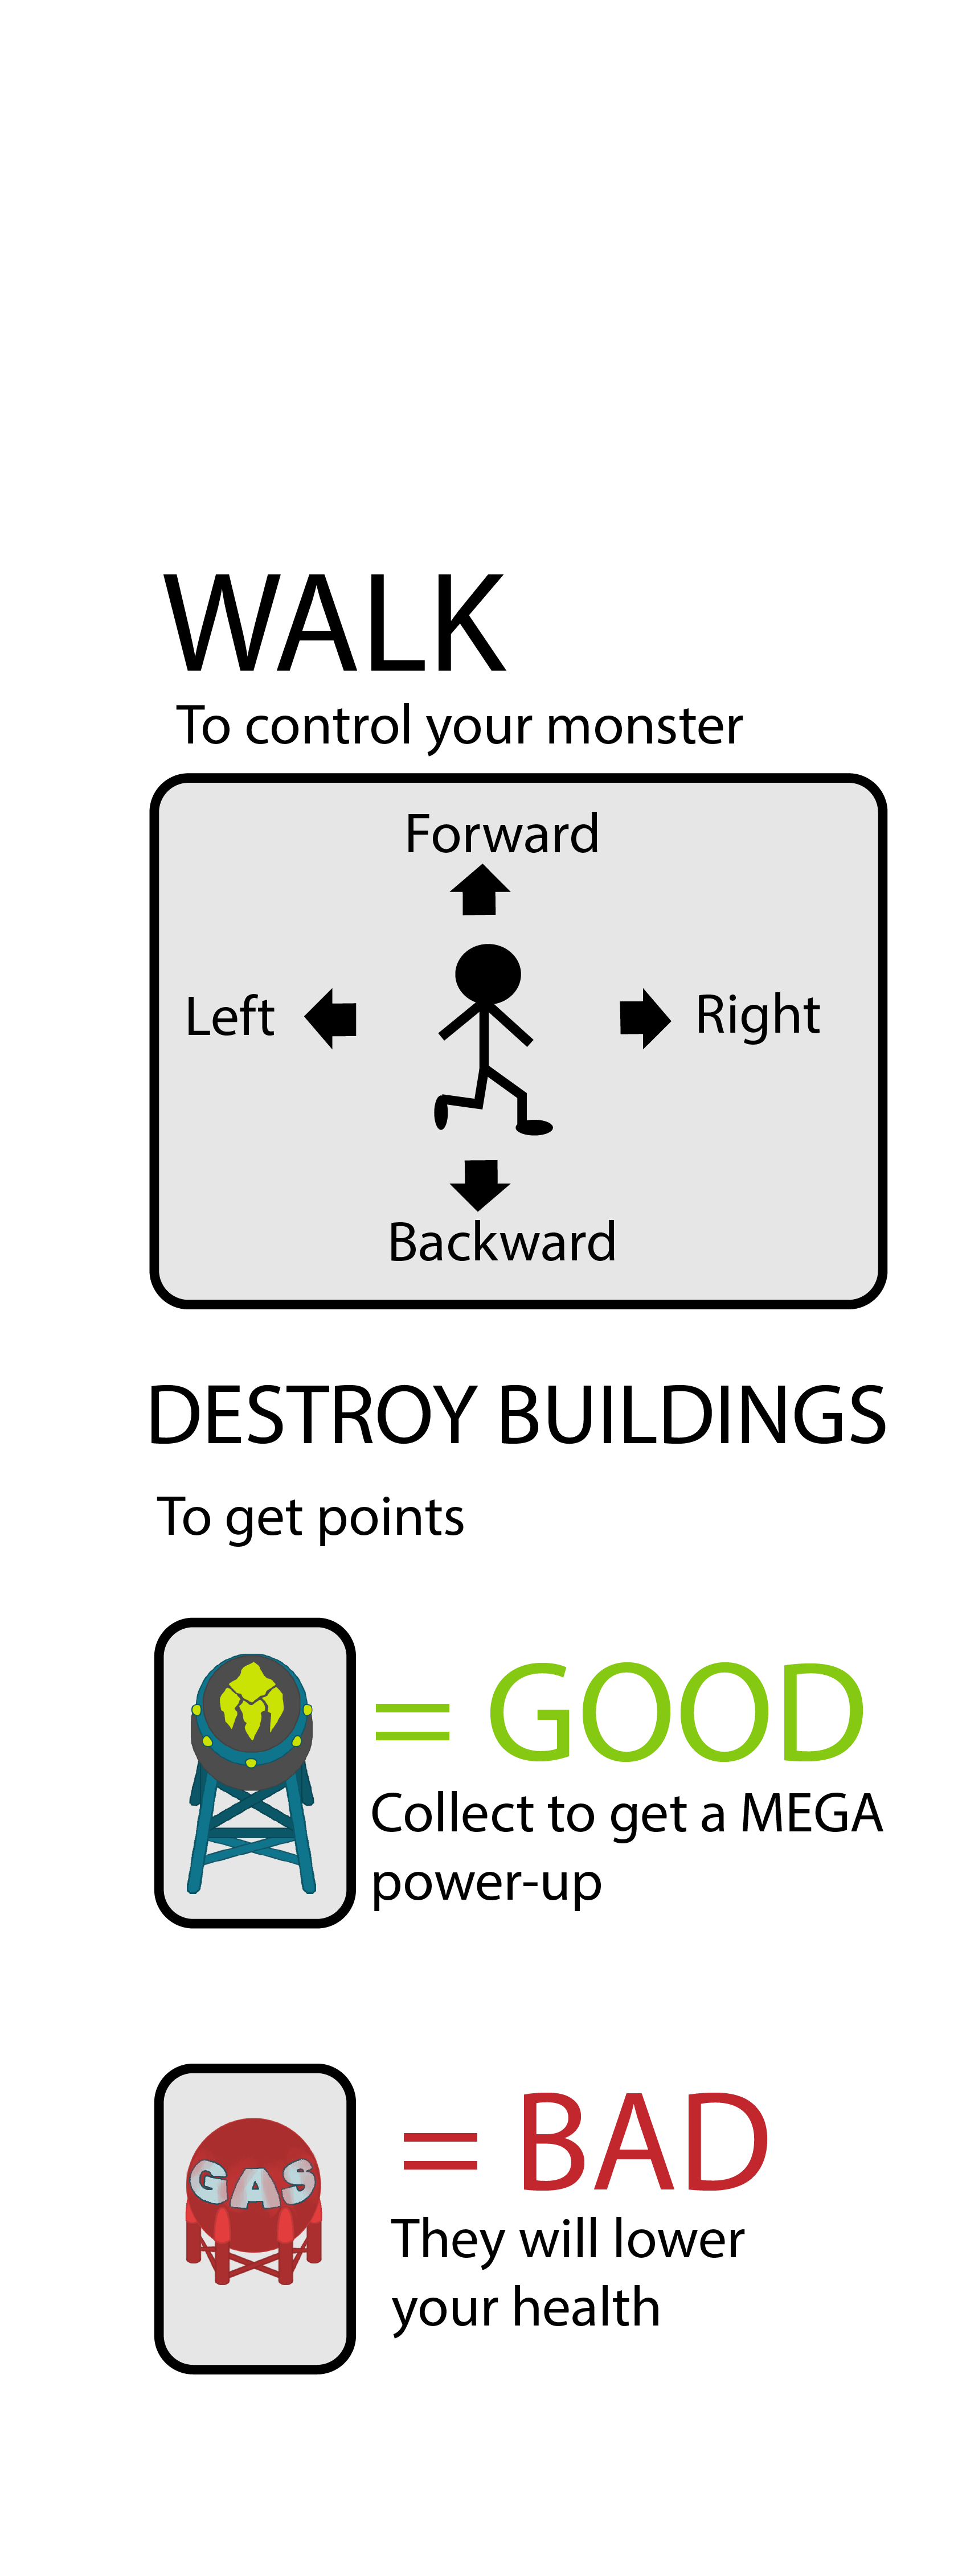 WALK
To control your monster
Forward
Left
Right
Backward
DESTROY BUILDINGS
To get points
= GOOD
Collect to get a MEGA
power-up
GAS
= BAD
They will lower
your health